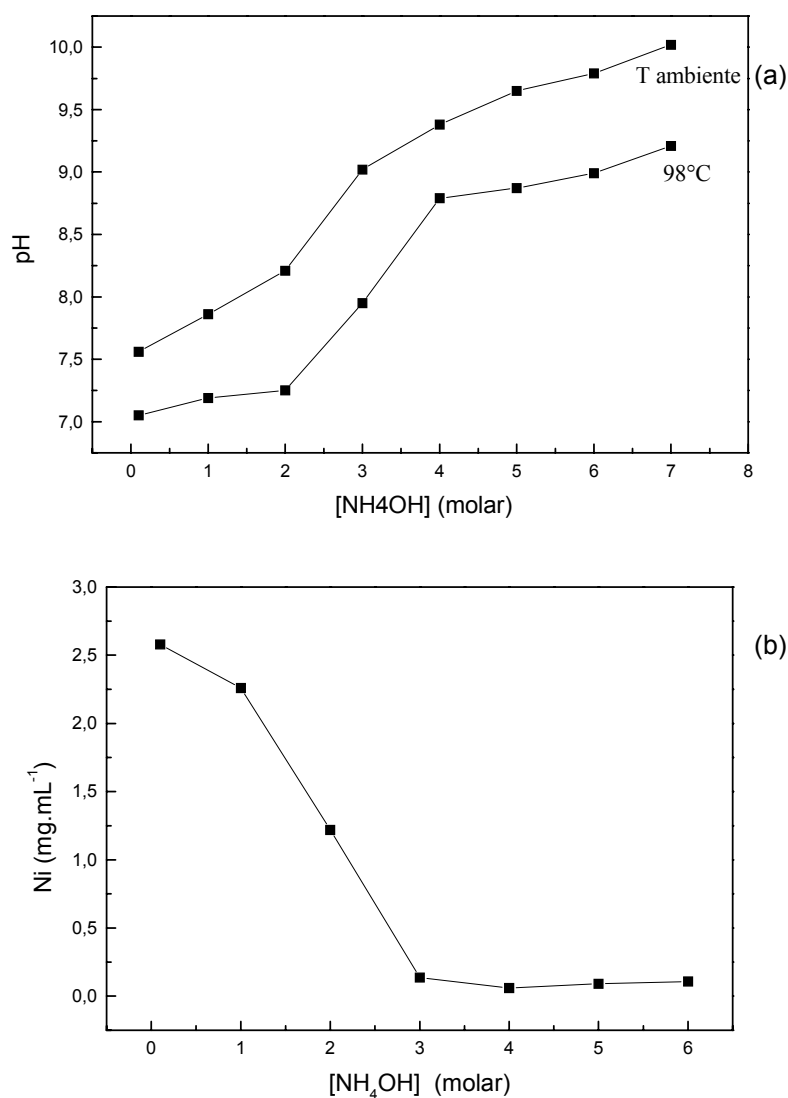 10,0
9,5
9,0
8,5
8,0
7,5
7,0
pH
T ambiente
(a)
98°C
0 1 2 3 4 5 6 7 8
[NH4OH] (molar)
3,0
2,5
2,0
1,5
1,0
0,5
0,0
Ni (mg.mL⁻¹)
(b)
0 1 2 3 4 5 6
[NH₄OH] (molar)